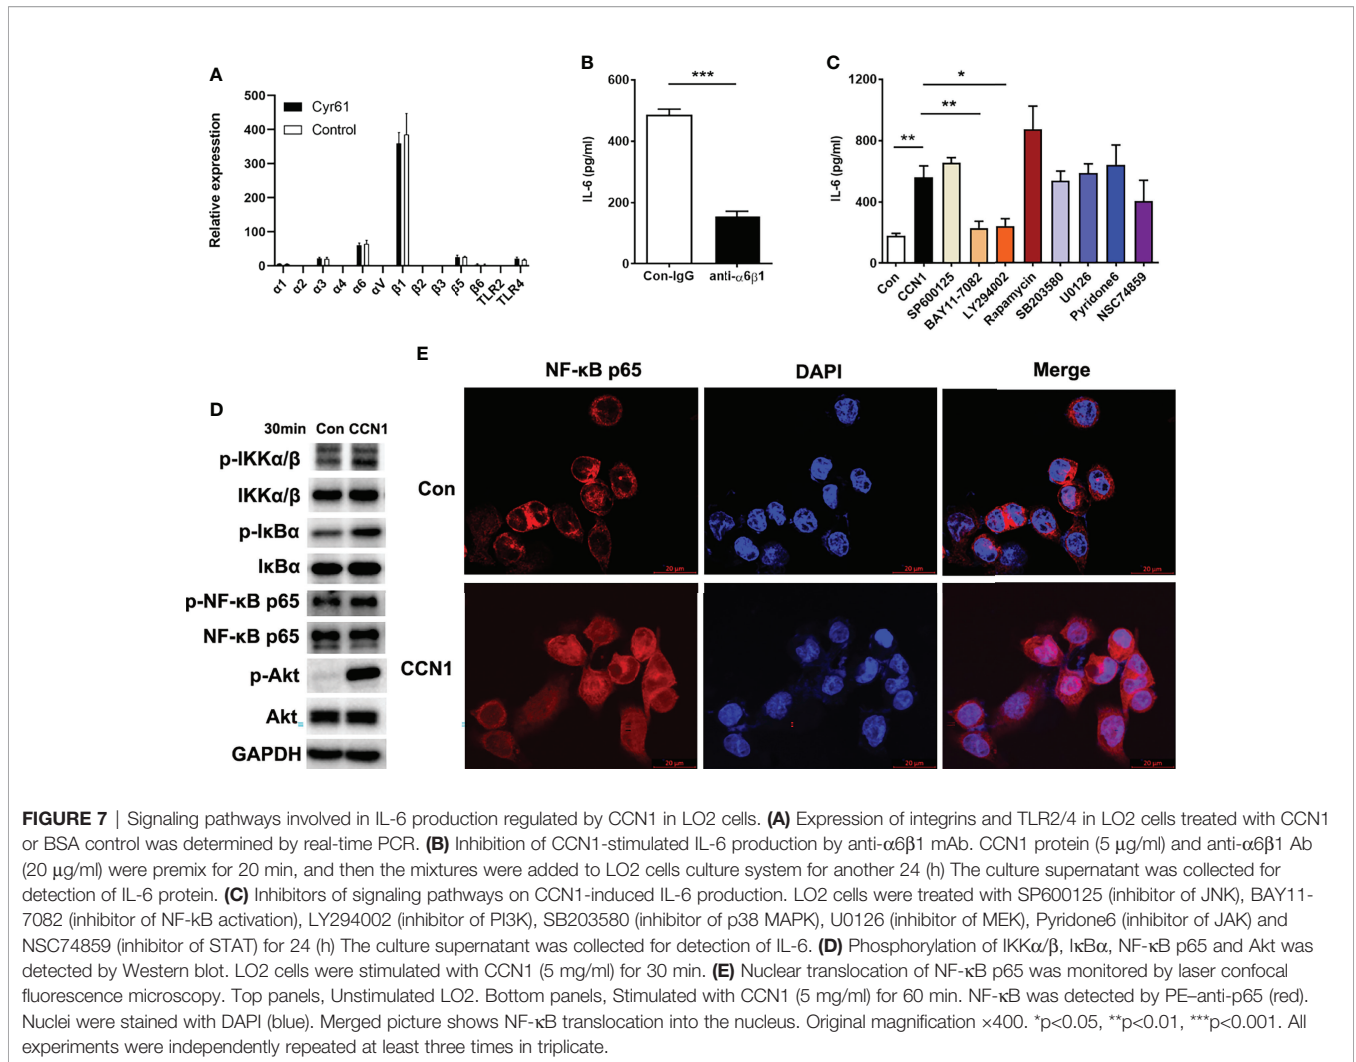 A
Relative expresstion
500
400
300
200
100
0
Cyr61
Control
α1
α2
α3
α4
α6
αV
β1
β2
β3
β5
β6
TLR2
TLR4
B
IL-6 (pg/ml)
600
400
200
0
***
Con-IgG
anti-α6β1
C
IL-6 (pg/ml)
1200
800
400
0
*
**
**
Con
CCN1
SP600125
BAY11-7082
LY294002
Rapamycin
SB203580
U0126
Pyridone6
NSC74859
D
30min Con CCN1
p-IKKα/β
IKKα/β
p-IκBα
IκBα
p-NF-κB p65
NF-κB p65
p-Akt
Akt
GAPDH
E
NF-κB p65
DAPI
Merge
Con
20 μm
20 μm
20 μm
CCN1
20 μm
20 μm
20 μm
FIGURE 7 | Signaling pathways involved in IL-6 production regulated by CCN1 in LO2 cells. (A) Expression of integrins and TLR2/4 in LO2 cells treated with CCN1
or BSA control was determined by real-time PCR. (B) Inhibition of CCN1-stimulated IL-6 production by anti-α6β1 mAb. CCN1 protein (5 μg/ml) and anti-α6β1 Ab
(20 μg/ml) were premix for 20 min, and then the mixtures were added to LO2 cells culture system for another 24 (h) The culture supernatant was collected for
detection of IL-6 protein. (C) Inhibitors of signaling pathways on CCN1-induced IL-6 production. LO2 cells were treated with SP600125 (inhibitor of JNK), BAY11-
7082 (inhibitor of NF-kB activation), LY294002 (inhibitor of PI3K), SB203580 (inhibitor of p38 MAPK), U0126 (inhibitor of MEK), Pyridone6 (inhibitor of JAK) and
NSC74859 (inhibitor of STAT) for 24 (h) The culture supernatant was collected for detection of IL-6. (D) Phosphorylation of IKKα/β, IκBα, NF-κB p65 and Akt was
detected by Western blot. LO2 cells were stimulated with CCN1 (5 mg/ml) for 30 min. (E) Nuclear translocation of NF-κB p65 was monitored by laser confocal
fluorescence microscopy. Top panels, Unstimulated LO2. Bottom panels, Stimulated with CCN1 (5 mg/ml) for 60 min. NF-κB was detected by PE–anti-p65 (red).
Nuclei were stained with DAPI (blue). Merged picture shows NF-κB translocation into the nucleus. Original magnification ×400. *p<0.05, **p<0.01, ***p<0.001. All
experiments were independently repeated at least three times in triplicate.